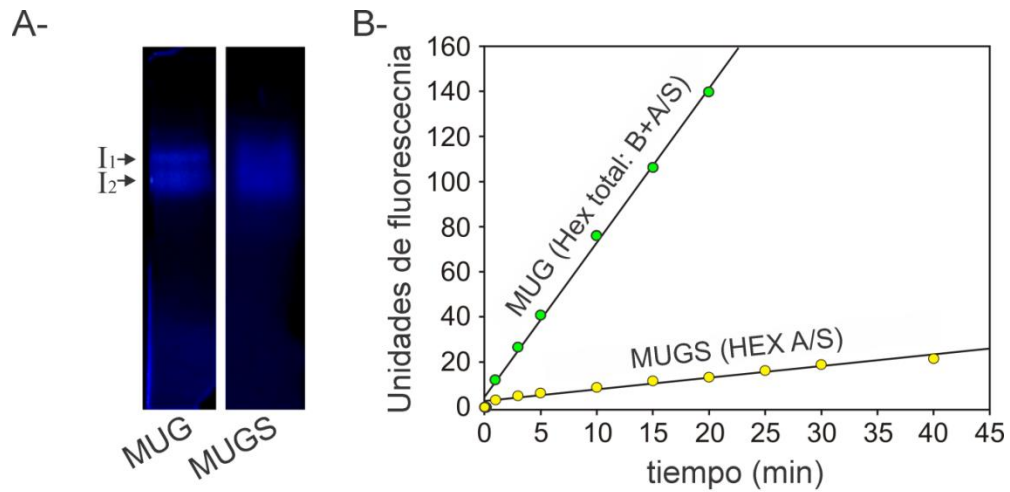 A-
I1→
I2→
MUG
MUGS
B-
Unidades de fluorescecnia
160
140
120
100
80
60
40
20
0
MUG (Hex total: B+A/S)
MUGS (HEX A/S)
0 5 10 15 20 25 30 35 40 45
tiempo (min)